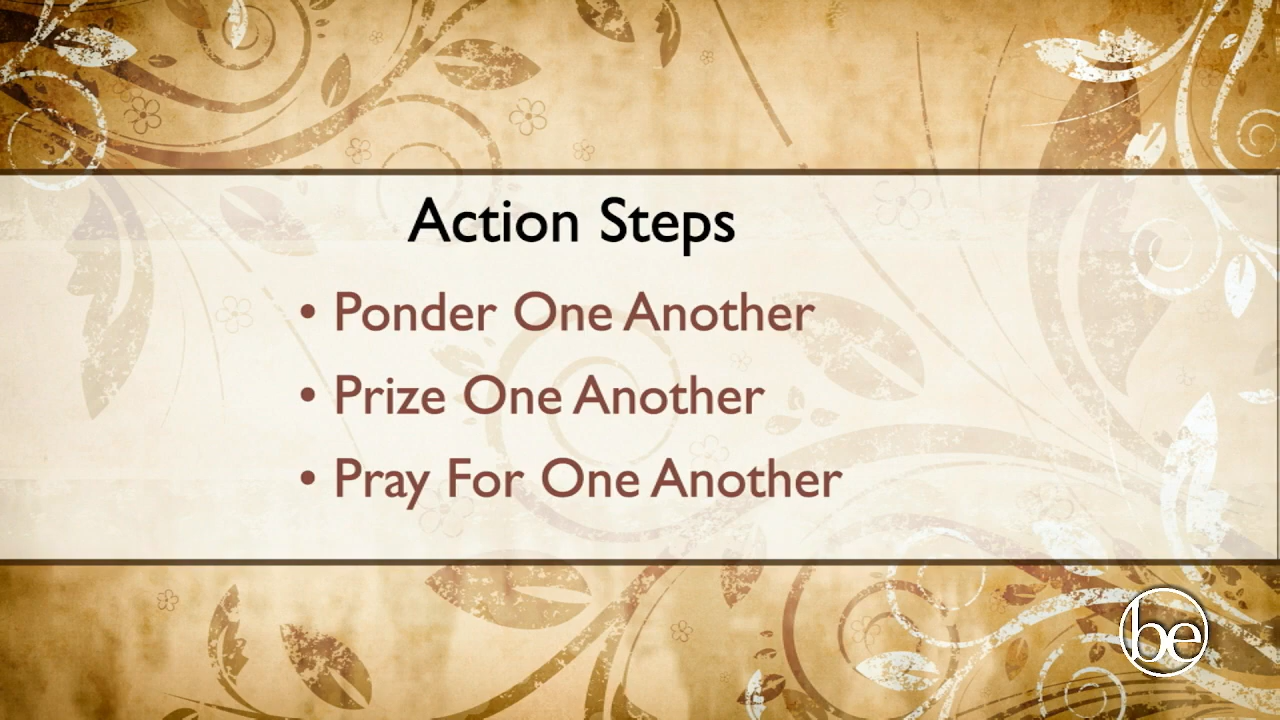 Action Steps
• Ponder One Another
• Prize One Another
• Pray For One Another
be